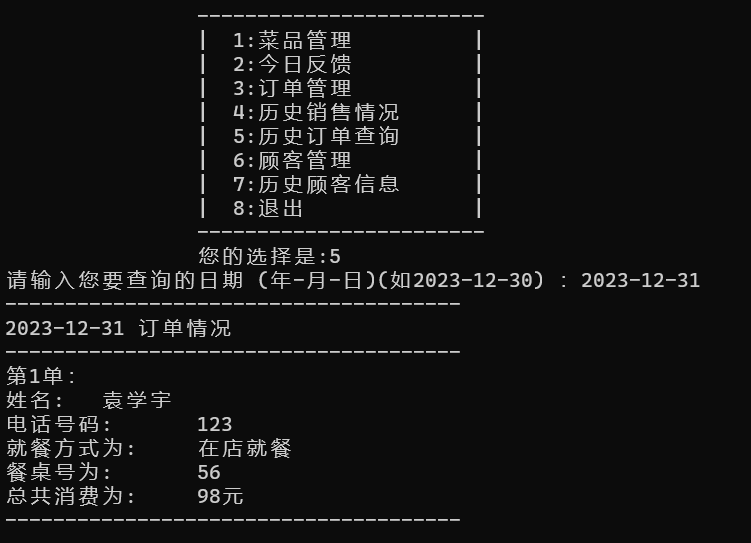 ------------------------
|  1:菜品管理          |
|  2:今日反馈          |
|  3:订单管理          |
|  4:历史销售情况      |
|  5:历史订单查询      |
|  6:顾客管理          |
|  7:历史顾客信息      |
|  8:退出              |
------------------------
您的选择是:5
请输入您要查询的日期 (年-月-日)(如2023-12-30) : 2023-12-31
--------------------------------------
2023-12-31 订单情况
--------------------------------------
第1单:
姓名:   袁学宇
电话号码:       123
就餐方式为:     在店就餐
餐桌号为:       56
总共消费为:     98元
--------------------------------------